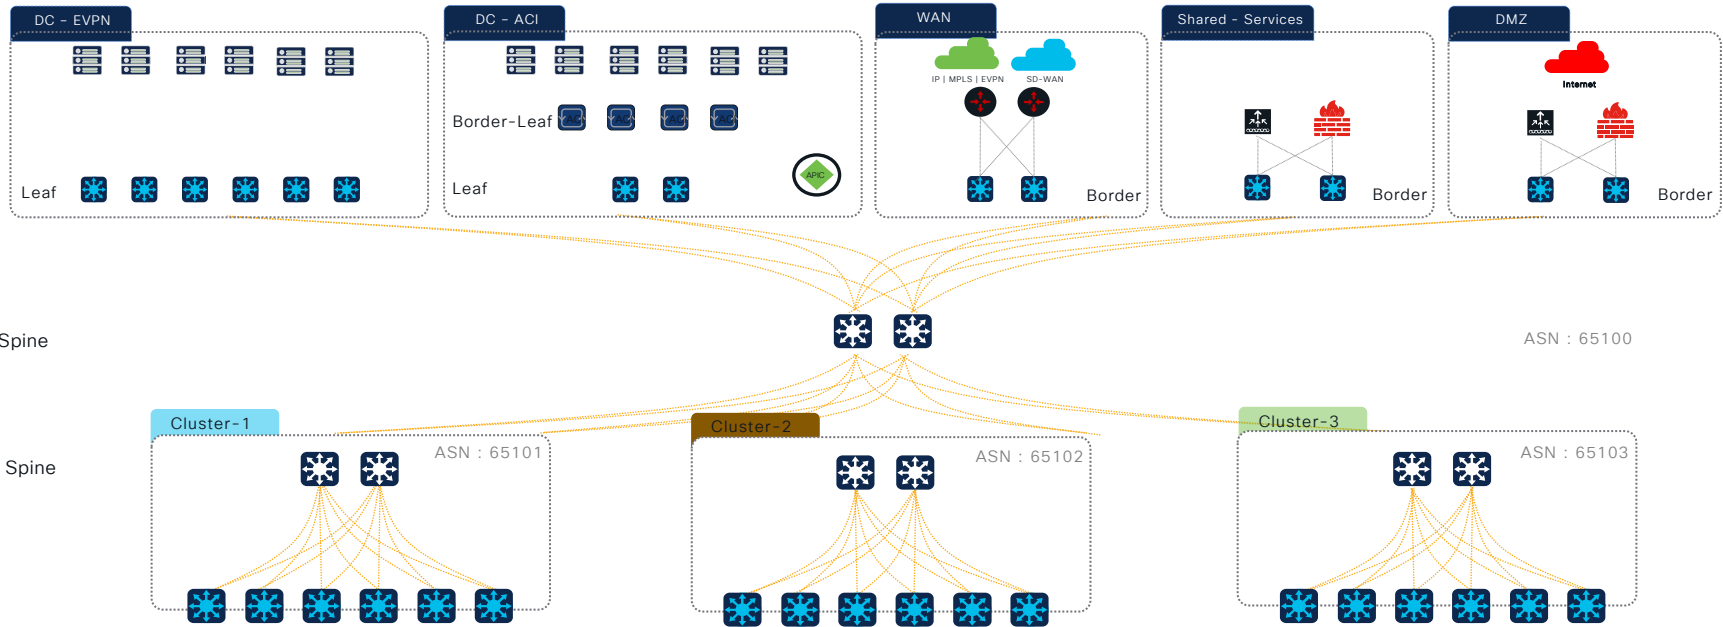 DC - EVPN
DC - ACI
WAN
Shared - Services
DMZ
IP | MPLS | EVPN
SD-WAN
Internet
Border-Leaf
Leaf
Leaf
APIC
Border
Border
Border
Spine
ASN : 65100
Cluster-1
Cluster-2
Cluster-3
ASN : 65101
ASN : 65102
ASN : 65103
Spine